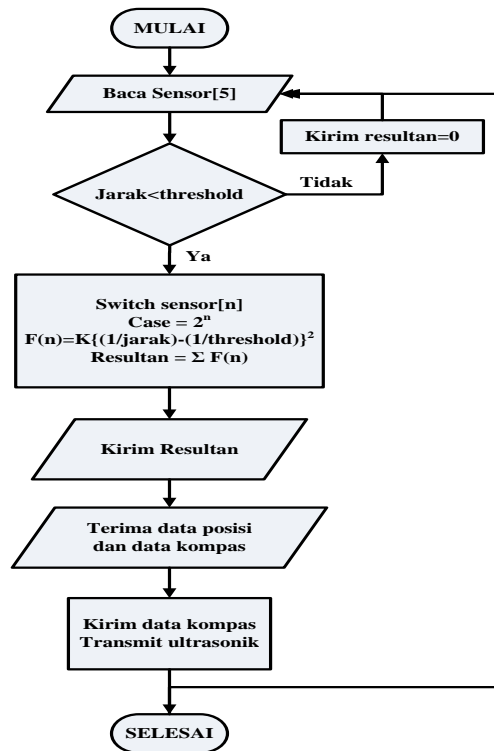 MULAI
Baca Sensor[5]
Kirim resultan=0
Jarak<threshold
Tidak
Ya
Switch sensor[n]
Case = 2ⁿ
F(n)=K{(1/jarak)-(1/threshold)}²
Resultan = Σ F(n)
Kirim Resultan
Terima data posisi
dan data kompas
Kirim data kompas
Transmit ultrasonik
SELESAI